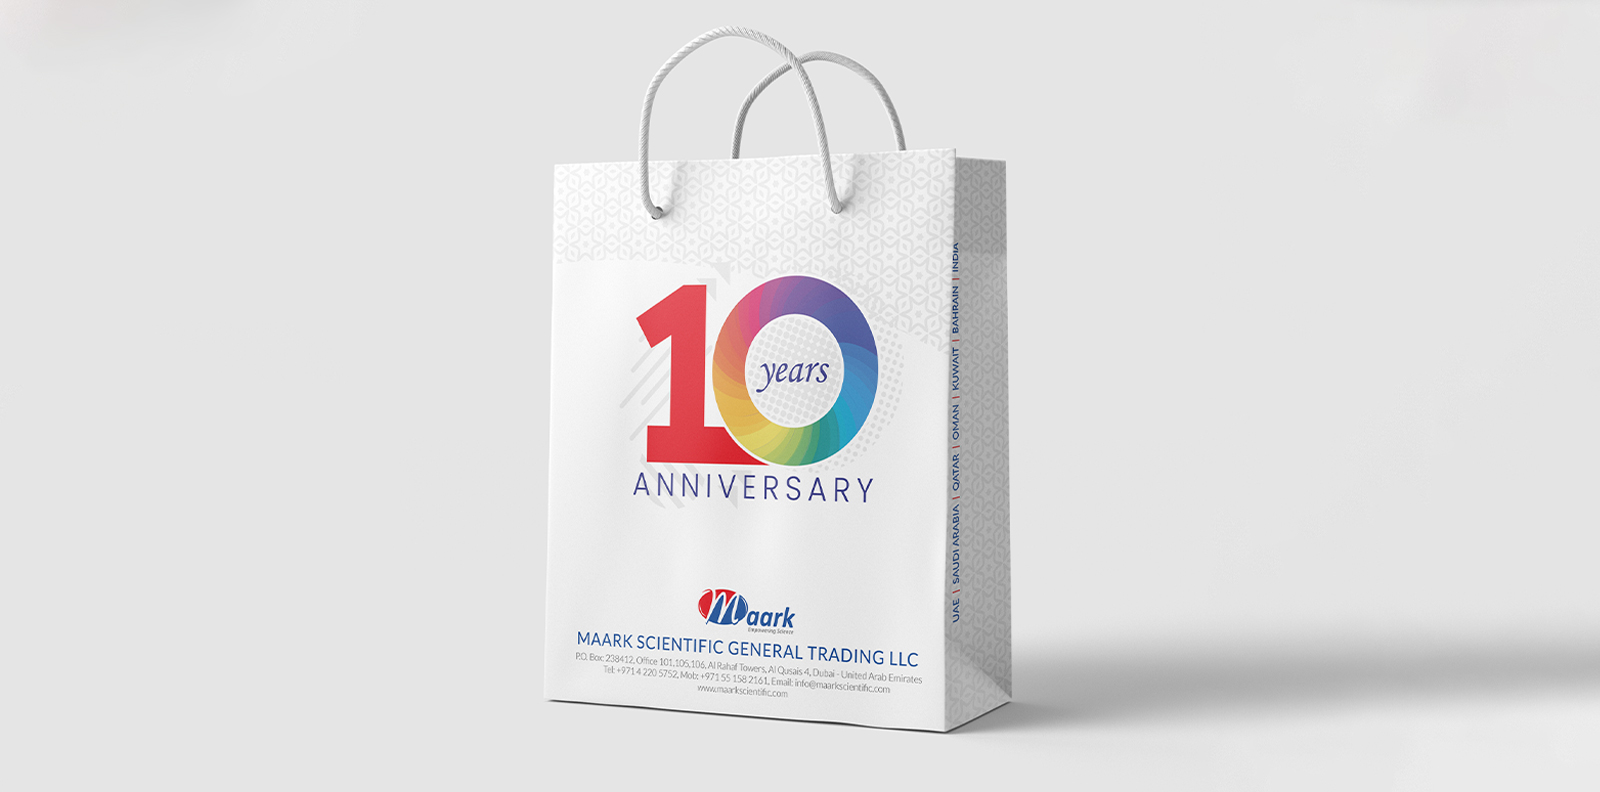 10
years
ANNIVERSARY
Maark
Empowering Science
MAARK SCIENTIFIC GENERAL TRADING LLC
P.O. Box: 238412, Office 101,105,106, Al Rahaf Towers, Al Qusais 4, Dubai - United Arab Emirates
Tel: +971 4 220 5752, Mob: +971 55 158 2161, Email: info@maarkscientific.com
www.maarkscientific.com
UAE | SAUDI ARABIA | QATAR | OMAN | KUWAIT | BAHRAIN | INDIA